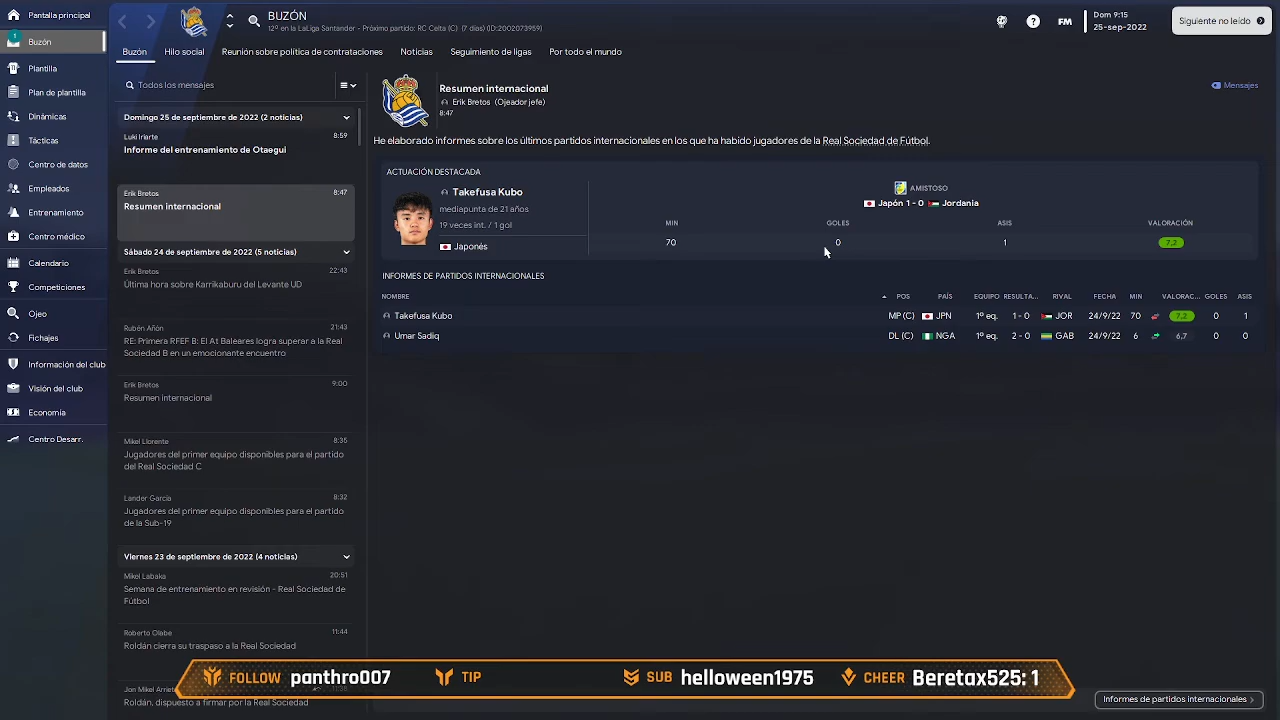 Página principal
Buzón
Plantilla
Plan de plantilla
Dinámicas
Tácticas
Centro de datos
Empleados
Entrenamiento
Centro médico
Calendario
Competiciones
Ojeo
Fichajes
Información del club
Visión del club
Economía
Centro Desarr.
BUZÓN
12º en la LaLiga Santander - Próximo partido: RC Celta (C) (7 días) (ID:2002073959)
FM
Dom 9:15
25-sep-2022
Siguiente no leído
Buzón Hilo social Reunión sobre política de contrataciones Noticias Seguimiento de ligas Por todo el mundo
Todos los mensajes
Domingo 25 de septiembre de 2022 (2 noticias)
Luki Iriarte 8:59
Informe del entrenamiento de Otaegui
Erik Bretos 8:47
Resumen internacional
Sábado 24 de septiembre de 2022 (5 noticias)
Erik Bretos 22:43
Última hora sobre Karrikaburu del Levante UD
Rubén Añón 21:43
RE: Primera RFEF B: El At Baleares logra superar a la Real
Sociedad B en un emocionante encuentro
Erik Bretos 9:00
Resumen internacional
Mikel Llorente 8:35
Jugadores del primer equipo disponibles para el partido
del Real Sociedad C
Lander García 8:32
Jugadores del primer equipo disponibles para el partido
de la Sub-19
Viernes 23 de septiembre de 2022 (4 noticias)
Mikel Labaka 20:51
Semana de entrenamiento en revisión - Real Sociedad de
Fútbol
Roberto Olabe 11:44
Roldán cierra su traspaso a la Real Sociedad
Jon Mikel Arrieta
Roldán, dispuesto a firmar por la Real Sociedad
Resumen internacional
Erik Bretos (Ojeador jefe)
8:47
Mensajes
He elaborado informes sobre los últimos partidos internacionales en los que ha habido jugadores de la Real Sociedad de Fútbol.
ACTUACIÓN DESTACADA
Takefusa Kubo
mediapunta de 21 años
19 veces int. / 1 gol
Japonés
AMISTOSO
Japón 1 - 0 Jordania
MIN GOLES ASIS VALORACIÓN
70 0 1 7,2
INFORMES DE PARTIDOS INTERNACIONALES
NOMBRE POS PAÍS EQUIPO RESULTA... RIVAL FECHA MIN VALORAC... GOLES ASIS
Takefusa Kubo MP (C) JPN 1º eq. 1 - 0 JOR 24/9/22 70 7,2 0 1
Umar Sadiq DL (C) NGA 1º eq. 2 - 0 GAB 24/9/22 6 6,7 0 0
FOLLOW panthro007 TIP SUB helloween1975 CHEER Beretax525: 1
Informes de partidos internacionales